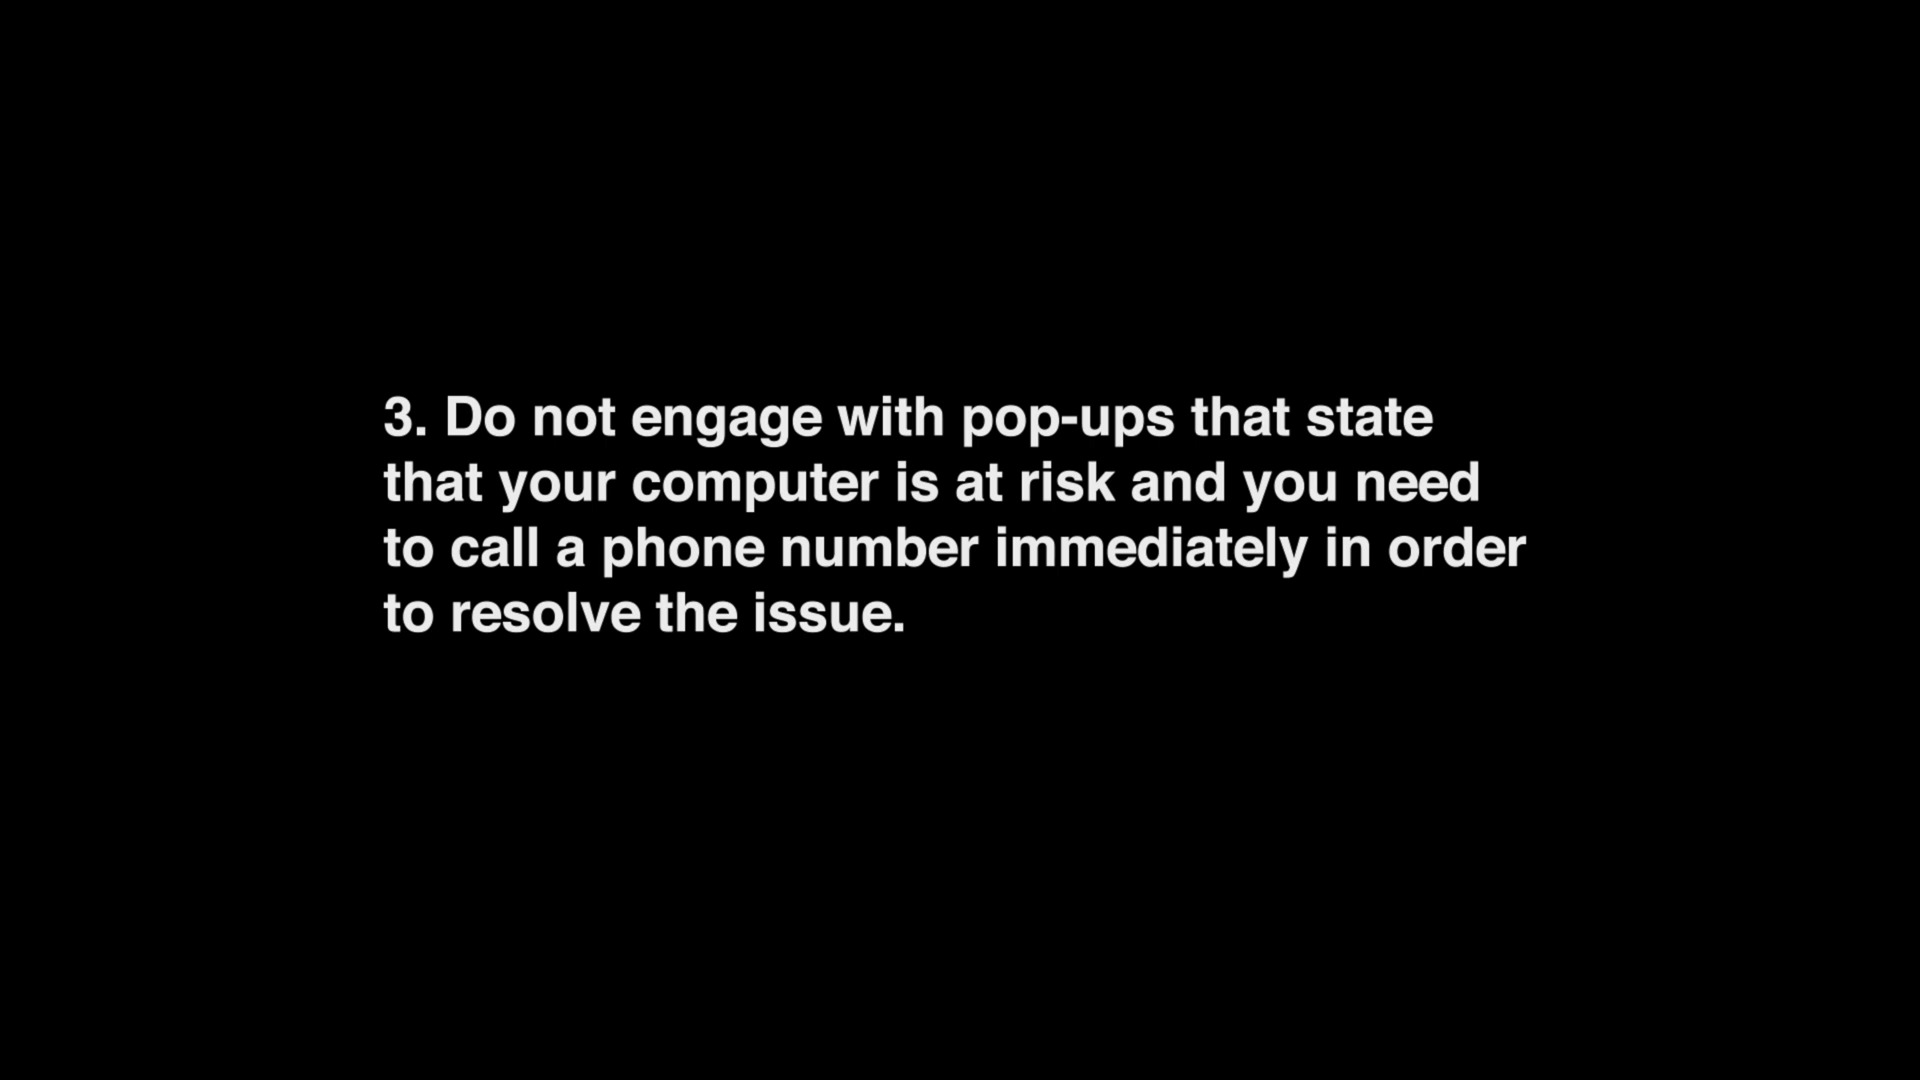 3. Do not engage with pop-ups that state
that your computer is at risk and you need
to call a phone number immediately in order
to resolve the issue.